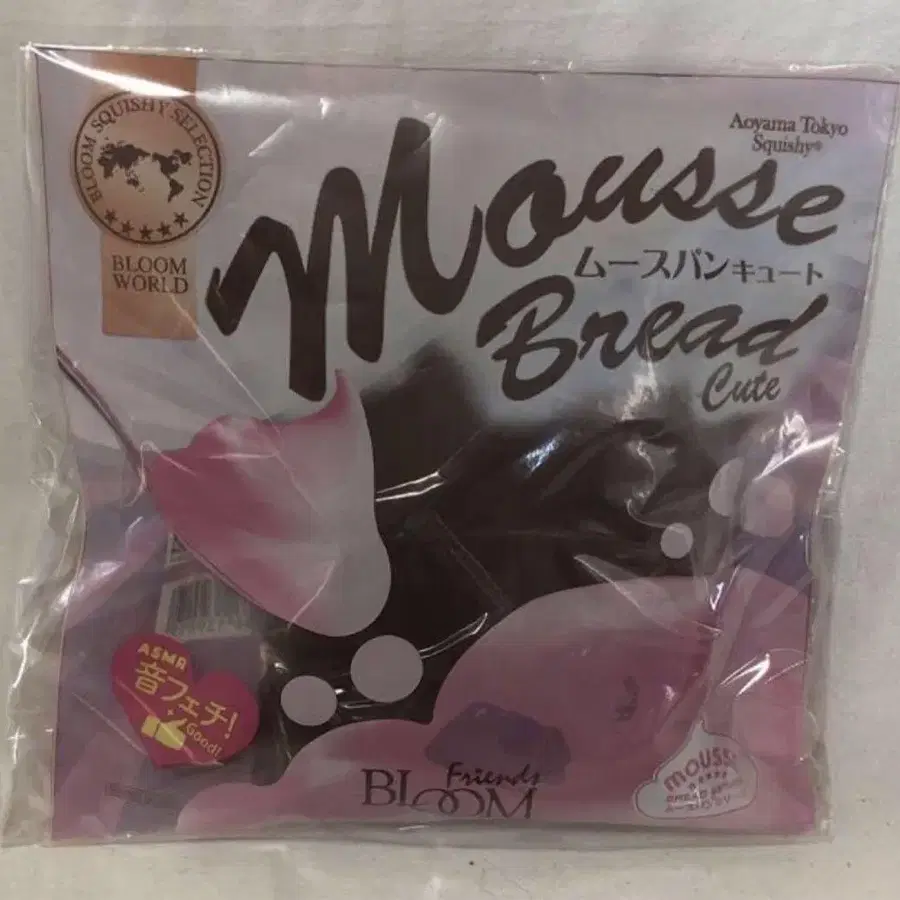 BLOOM SQUISHY SELECTION
BLOOM
WORLD
Aoyama Tokyo
Squishy®
Mousse
ムースパンキュート
Bread
Cute
ASMR
音フェチ!
Good!
Friends
BLOOM
mousse